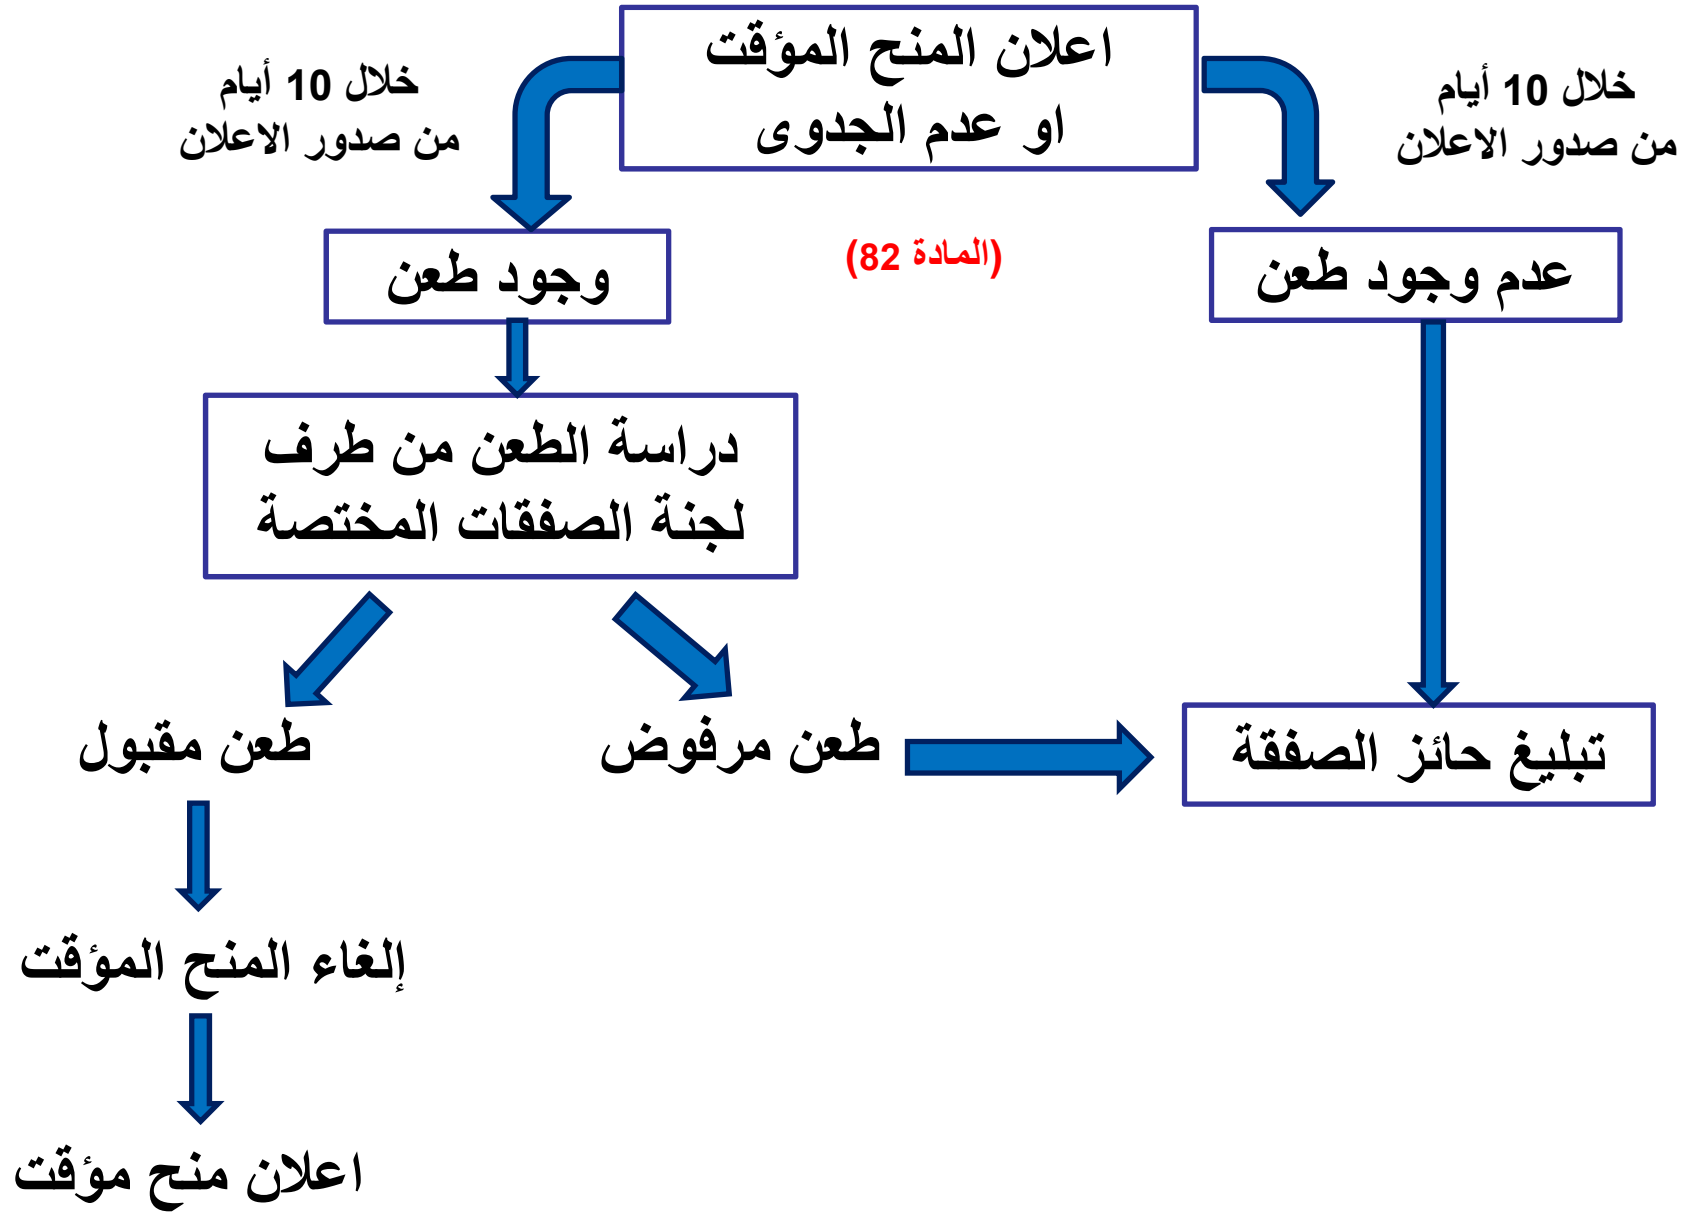 اعلان المنح المؤقت
او عدم الجدوى
خلال 10 أيام
من صدور الاعلان
خلال 10 أيام
من صدور الاعلان
(المادة 82)
عدم وجود طعن
وجود طعن
دراسة الطعن من طرف
لجنة الصفقات المختصة
تبليغ حائز الصفقة
طعن مرفوض
طعن مقبول
إلغاء المنح المؤقت
اعلان منح مؤقت